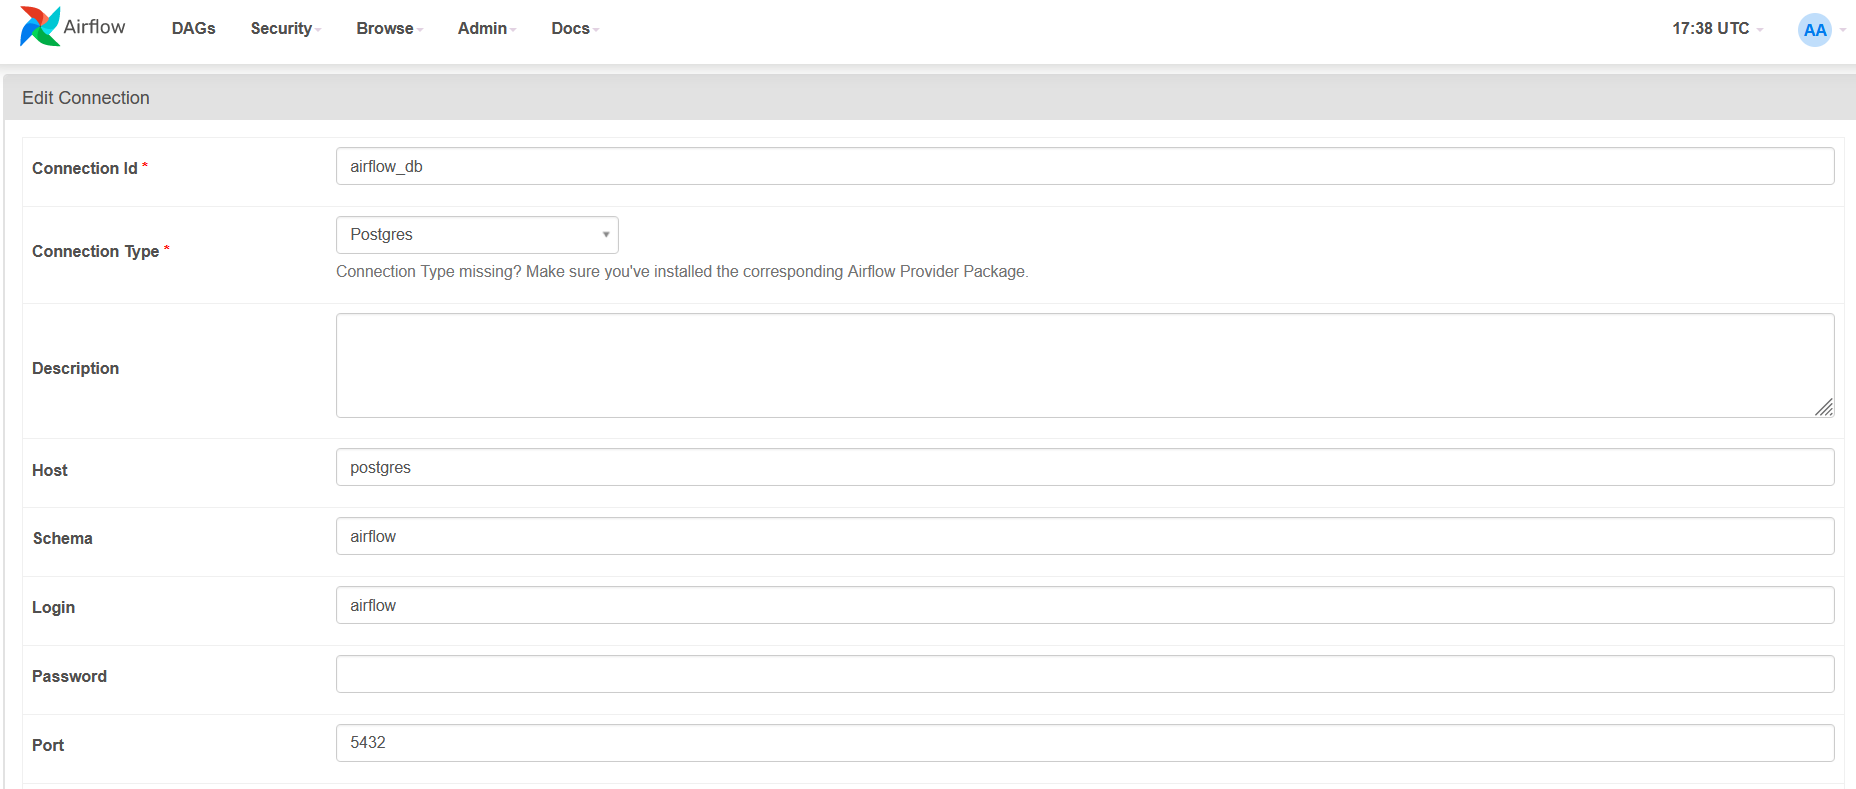 Airflow DAGs Security Browse Admin Docs 17:38 UTC AA
Edit Connection
Connection Id * airflow_db
Connection Type * Postgres
Connection Type missing? Make sure you've installed the corresponding Airflow Provider Package.
Description
Host postgres
Schema airflow
Login airflow
Password
Port 5432